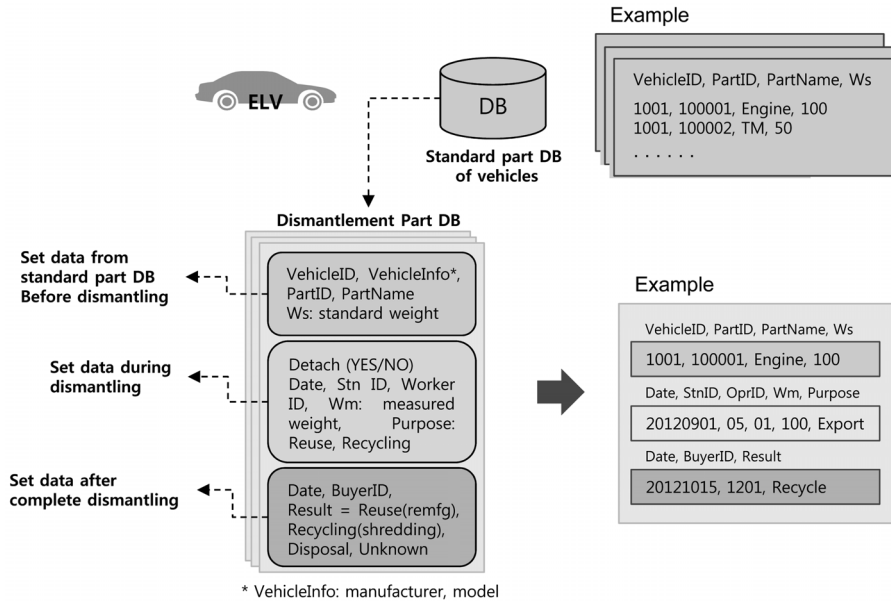 Example
VehicleID, PartID, PartName, Ws
1001, 100001, Engine, 100
1001, 100002, TM, 50
. . . . . .
ELV
DB
Standard part DB
of vehicles
Dismantlement Part DB
Set data from
standard part DB
Before dismantling
VehicleID, VehicleInfo*,
PartID, PartName
Ws: standard weight
Set data during
dismantling
Detach (YES/NO)
Date, Stn ID, Worker
ID, Wm: measured
weight, Purpose:
Reuse, Recycling
Set data after
complete dismantling
Date, BuyerID,
Result = Reuse(remfg),
Recycling(shredding),
Disposal, Unknown
* VehicleInfo: manufacturer, model
Example
VehicleID, PartID, PartName, Ws
1001, 100001, Engine, 100
Date, StnID, OprID, Wm, Purpose
20120901, 05, 01, 100, Export
Date, BuyerID, Result
20121015, 1201, Recycle